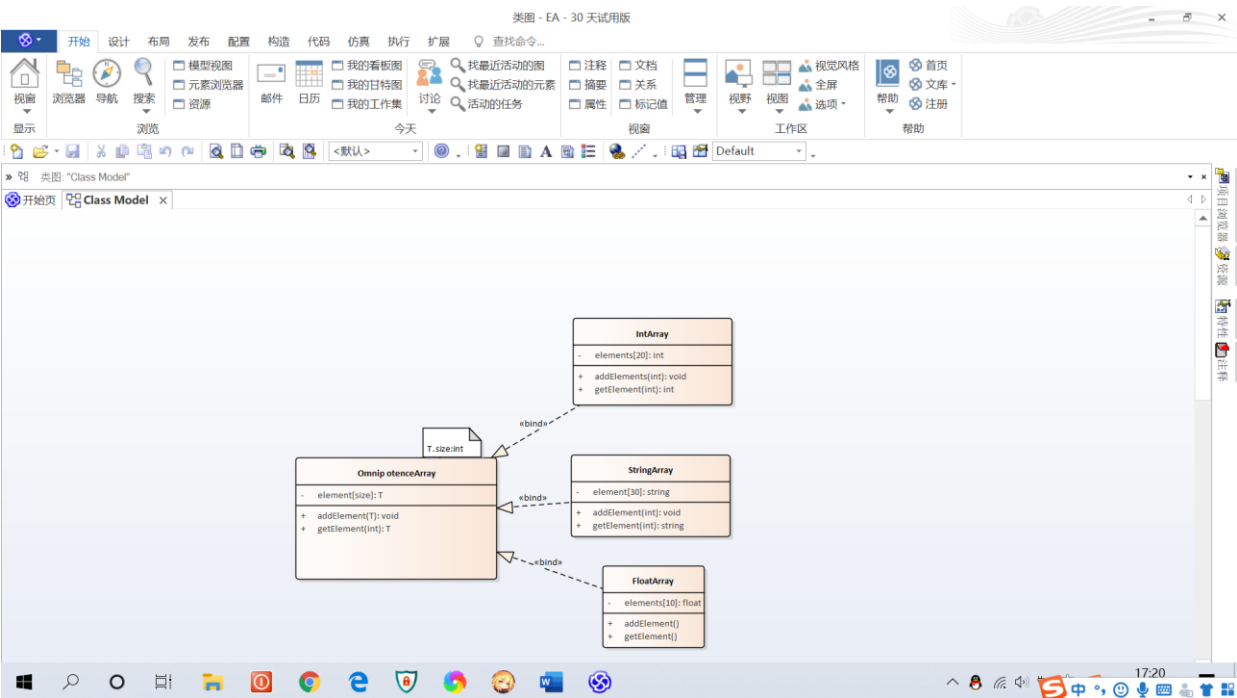 类图 - EA - 30 天试用版
开始 设计 布局 发布 配置 构造 代码 仿真 执行 扩展 查找命令...
模型视图 我的看板图 找最近活动的图 注释 文档 视觉风格 首页
元素浏览器 我的甘特图 找最近活动的元素 摘要 关系 全屏 文库
视窗 浏览器 导航 搜索 资源 邮件 日历 我的工作集 讨论 活动的任务 属性 标记值 管理 视野 视图 选项 帮助 注册
显示 浏览 今天 视窗 工作区 帮助
<默认> A Default
» 类图: "Class Model"
开始页 Class Model ×
项目浏览器
资源
特性
注释
IntArray
- elements[20]: int
+ addElements(int): void
+ getElement(int): int
«bind»
T.size:int
Omnip otenceArray
- element[size]: T
+ addElement(T): void
+ getElement(int): T
«bind»
StringArray
- element[30]: string
+ addElement(int): void
+ getElement(int): string
«bind»
FloatArray
- elements[10]: float
+ addElement()
+ getElement()
17:20
中